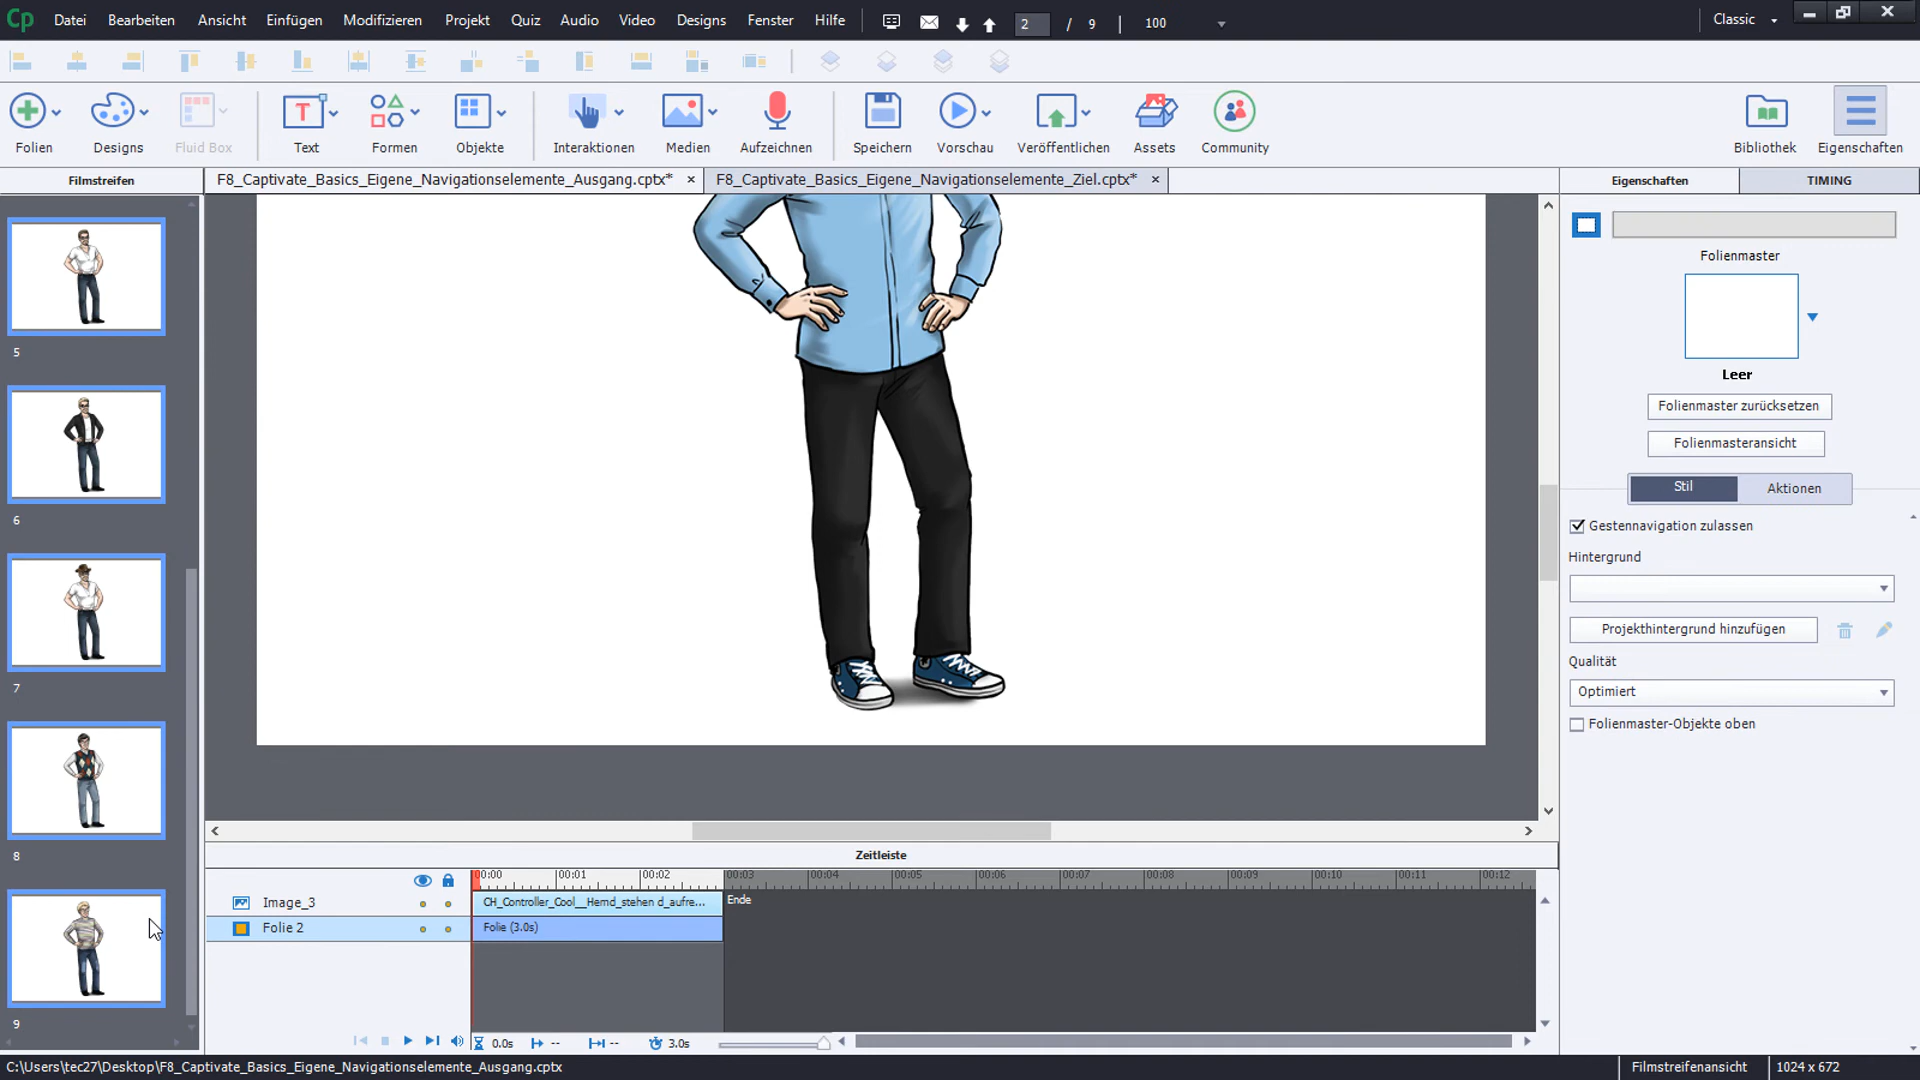 Cp Datei Bearbeiten Ansicht Einfügen Modifizieren Projekt Quiz Audio Video Designs Fenster Hilfe 2 / 9 100 Classic
Folien Designs Fluid Box Text Formen Objekte Interaktionen Medien Aufzeichnen Speichern Vorschau Veröffentlichen Assets Community Bibliothek Eigenschaften
Filmstreifen F8_Captivate_Basics_Eigene_Navigationselemente_Ausgang.cptx* F8_Captivate_Basics_Eigene_Navigationselemente_Ziel.cptx* Eigenschaften TIMING
Folienmaster
5
Leer
Folienmaster zurücksetzen
Folienmasteransicht
Stil Aktionen
6
Gestennavigation zulassen
Hintergrund
Projekthintergrund hinzufügen
Qualität
7
Optimiert
Folienmaster-Objekte oben
8
Zeitleiste
00:00 00:01 00:02 00:03 00:04 00:05 00:06 00:07 00:08 00:09 00:10 00:11 00:12
Image_3 CH_Controller_Cool__Hemd_stehen d_aufre... Ende
Folie 2 Folie (3.0s)
9
0.0s -- -- 3.0s
C:\Users\tec27\Desktop\F8_Captivate_Basics_Eigene_Navigationselemente_Ausgang.cptx Filmstreifenansicht 1024 x 672